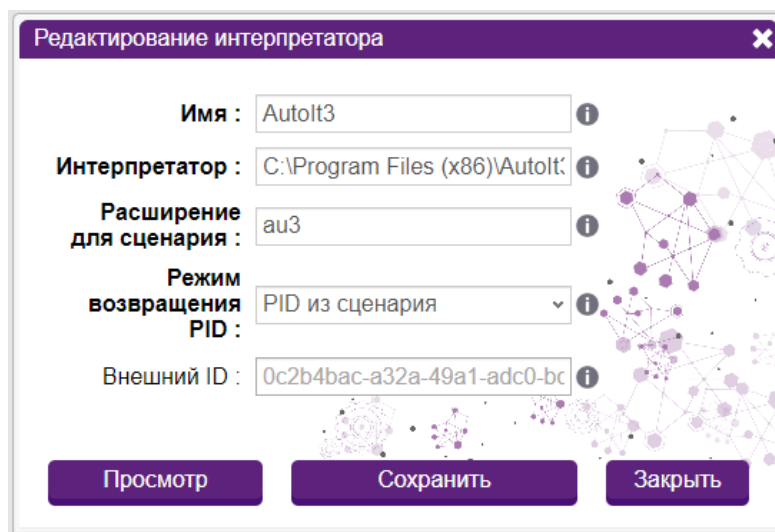 Редактирование интерпретатора
Имя :
AutoIt3
Интерпретатор :
C:\Program Files (x86)\AutoIt3
Расширение
для сценария :
au3
Режим
возвращения
PID :
PID из сценария
Внешний ID :
0c2b4bac-a32a-49a1-adc0-bc
Просмотр
Сохранить
Закрыть